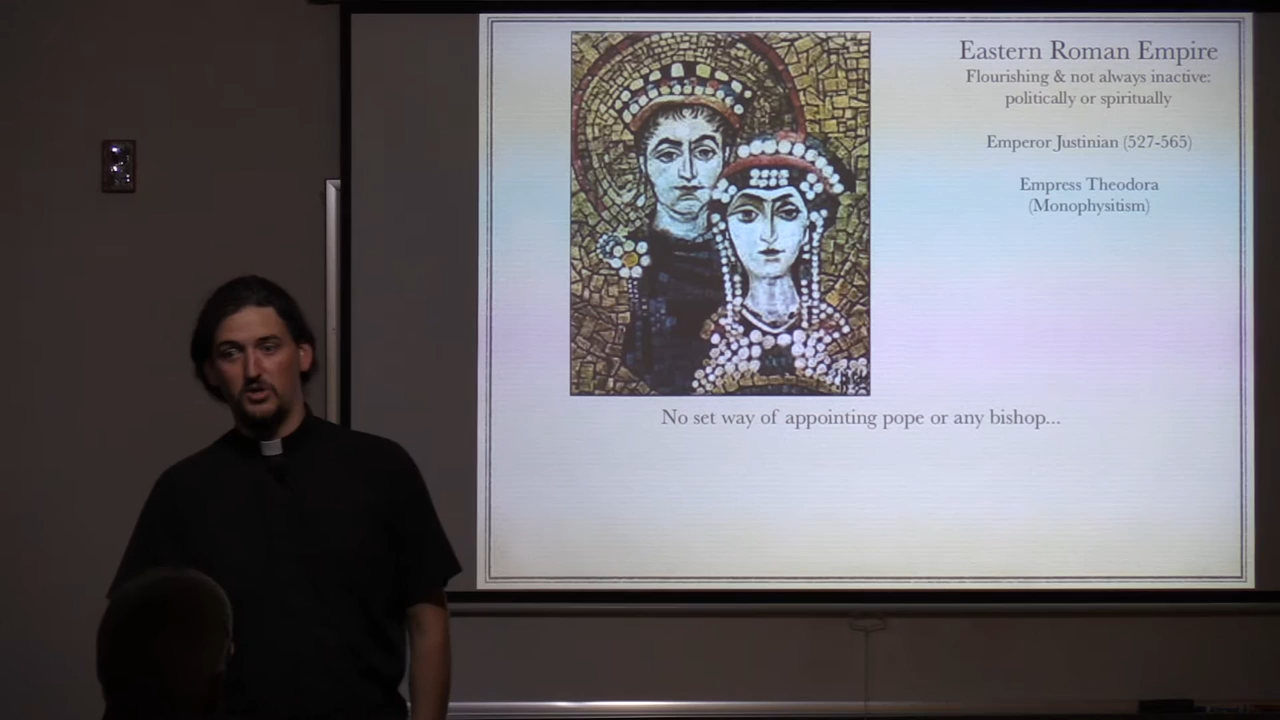 Eastern Roman Empire
Flourishing & not always inactive:
politically or spiritually
Emperor Justinian (527-565)
Empress Theodora
(Monophysitism)
No set way of appointing pope or any bishop...